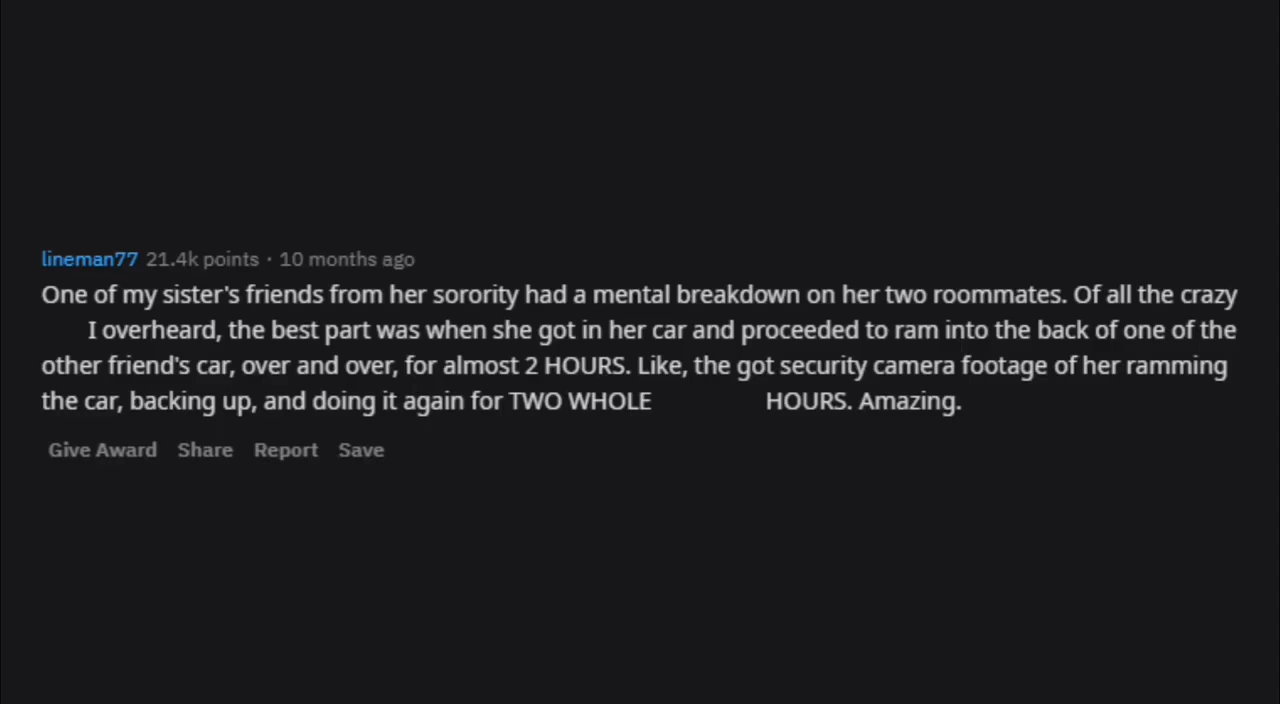 lineman77 21.4k points · 10 months ago
One of my sister's friends from her sorority had a mental breakdown on her two roommates. Of all the crazy
I overheard, the best part was when she got in her car and proceeded to ram into the back of one of the
other friend's car, over and over, for almost 2 HOURS. Like, the got security camera footage of her ramming
the car, backing up, and doing it again for TWO WHOLE HOURS. Amazing.
Give Award Share Report Save